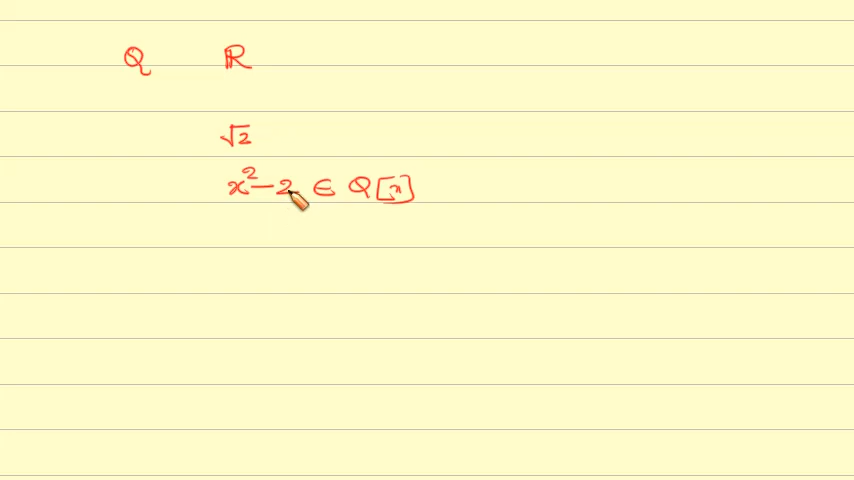 Q ℝ
√2
x² - 2 ∈ Q[x]